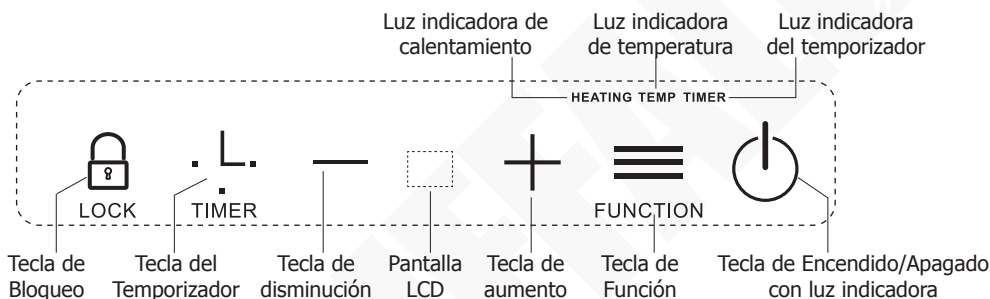 Luz indicadora de calentamiento
Luz indicadora de temperatura
Luz indicadora del temporizador
HEATING TEMP TIMER
LOCK
TIMER
FUNCTION
Tecla de Bloqueo
Tecla del Temporizador
Tecla de disminución
Pantalla LCD
Tecla de aumento
Tecla de Función
Tecla de Encendido/Apagado con luz indicadora